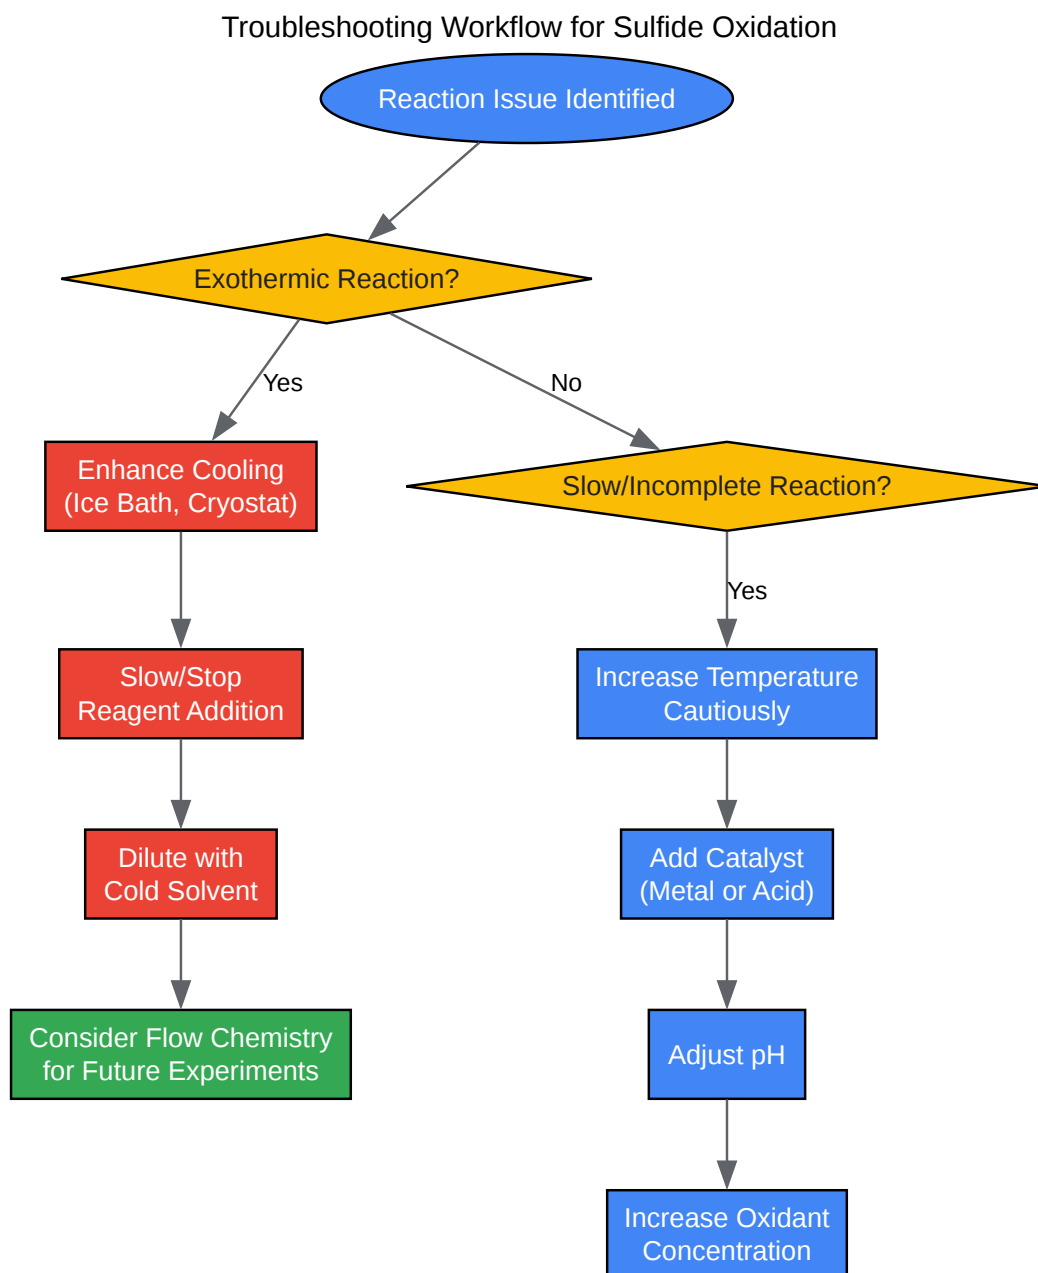 Troubleshooting Workflow for Sulfide Oxidation
Reaction Issue Identified
Exothermic Reaction?
Yes
No
Enhance Cooling
(Ice Bath, Cryostat)
Slow/Incomplete Reaction?
Yes
Slow/Stop
Reagent Addition
Increase Temperature
Cautiously
Dilute with
Cold Solvent
Add Catalyst
(Metal or Acid)
Consider Flow Chemistry
for Future Experiments
Adjust pH
Increase Oxidant
Concentration